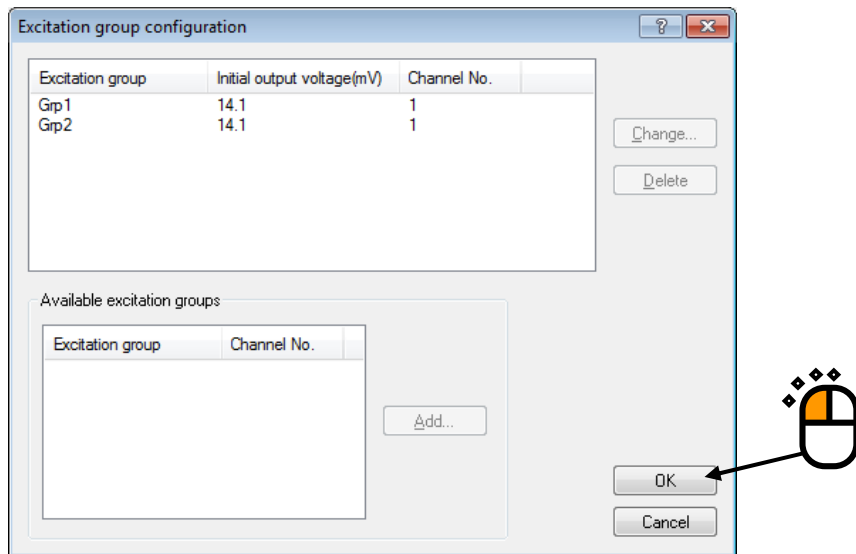 Excitation group configuration
?
Excitation group Initial output voltage(mV) Channel No.
Grp1 14.1 1
Grp2 14.1 1
Change...
Delete
Available excitation groups
Excitation group Channel No.
Add...
OK
Cancel